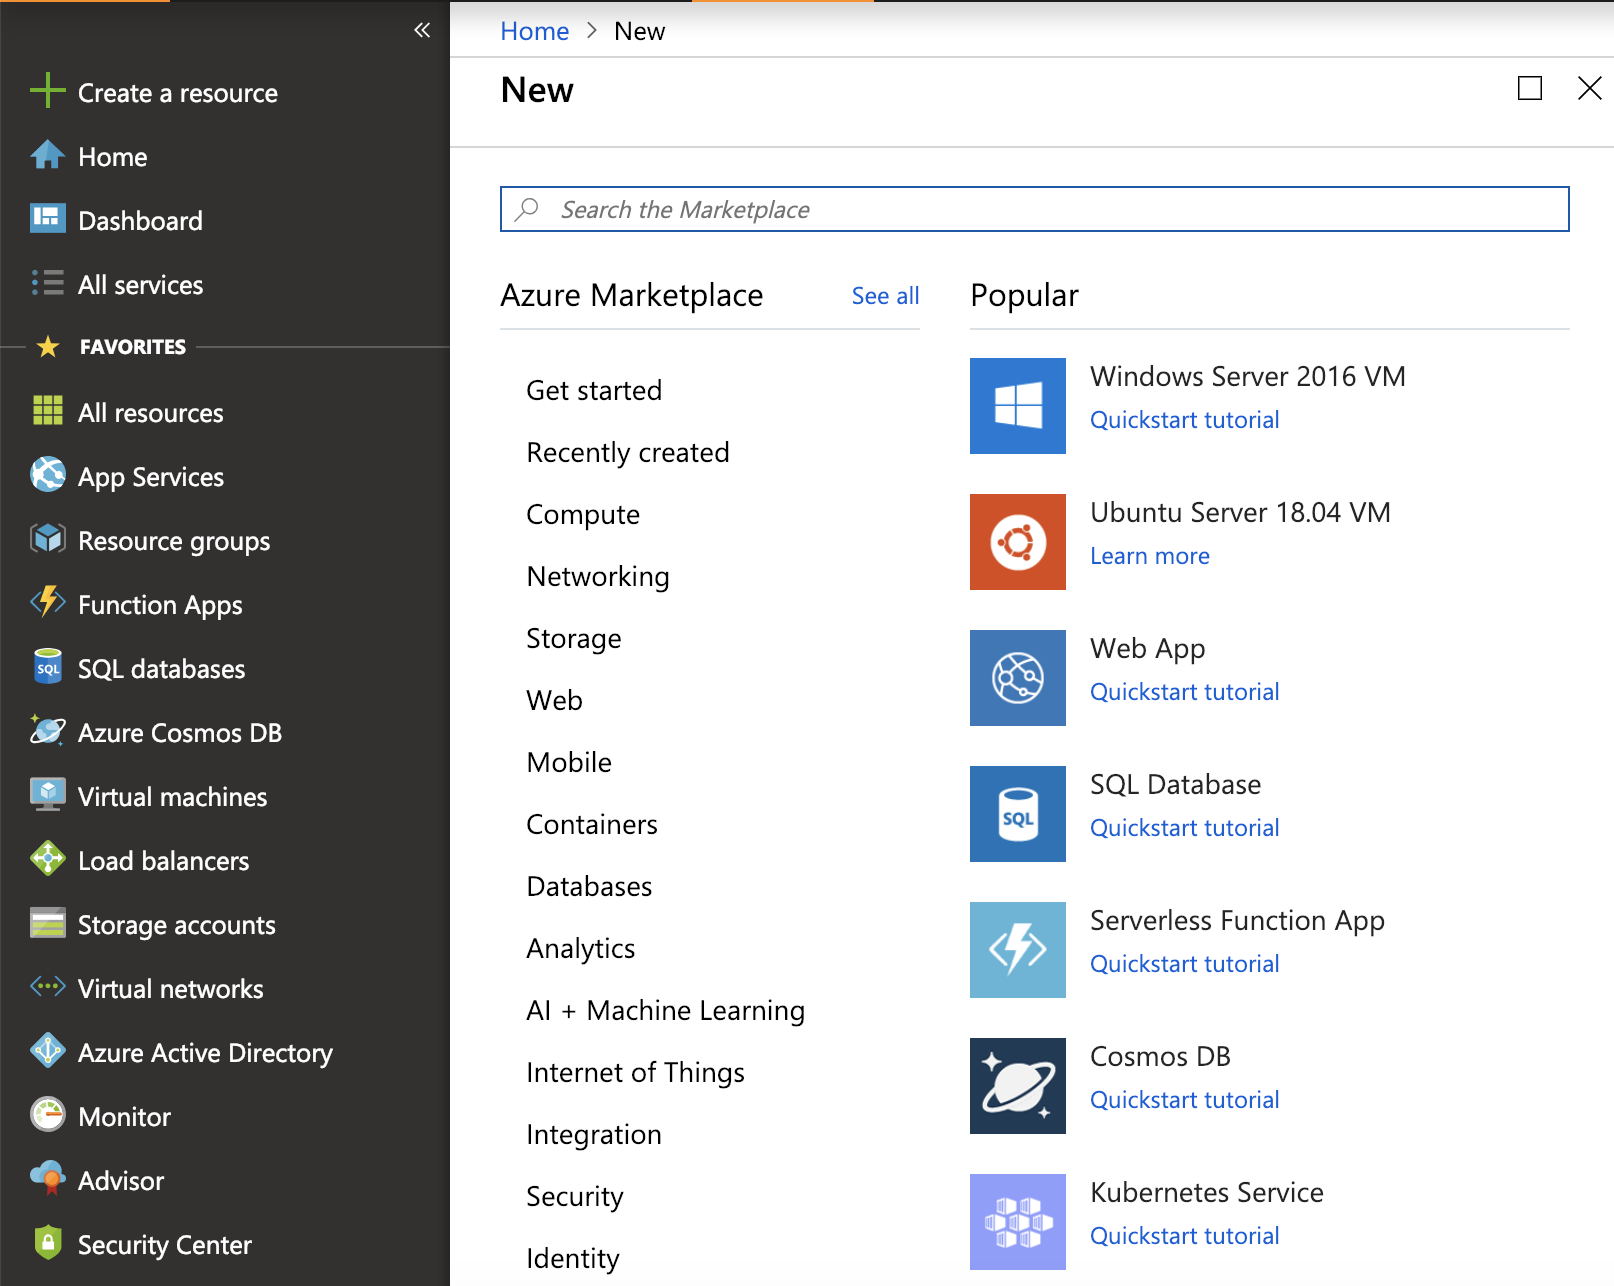 Create a resource
Home
Dashboard
All services
FAVORITES
All resources
App Services
Resource groups
Function Apps
SQL
SQL databases
Azure Cosmos DB
Virtual machines
Load balancers
Storage accounts
Virtual networks
Azure Active Directory
Monitor
Advisor
Security Center
Home > New
New
Search the Marketplace
Azure Marketplace
See all
Get started
Recently created
Compute
Networking
Storage
Web
Mobile
Containers
Databases
Analytics
AI + Machine Learning
Internet of Things
Integration
Security
Identity
Popular
Windows Server 2016 VM
Quickstart tutorial
Ubuntu Server 18.04 VM
Learn more
Web App
Quickstart tutorial
SQL
SQL Database
Quickstart tutorial
Serverless Function App
Quickstart tutorial
Cosmos DB
Quickstart tutorial
Kubernetes Service
Quickstart tutorial